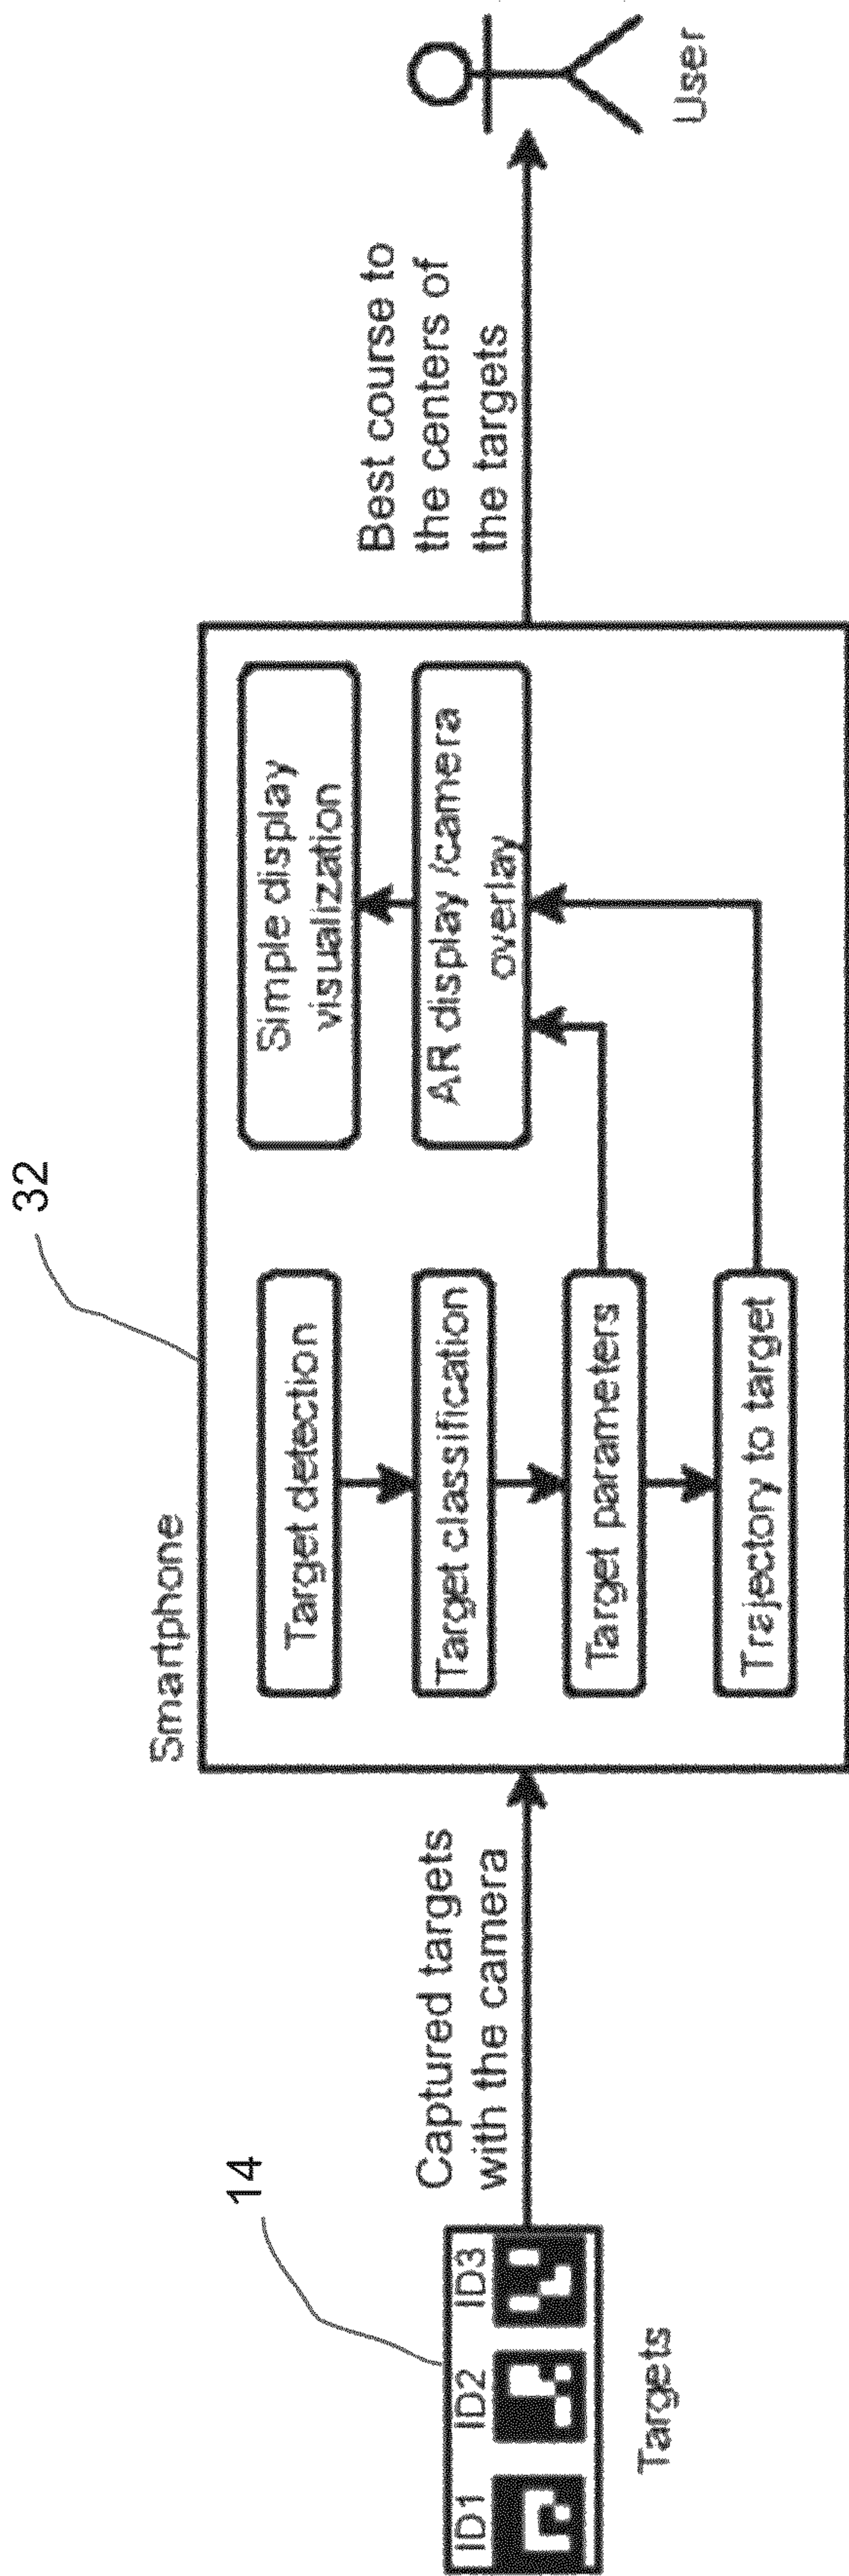 14
ID1 ID2 ID3
Targets
Captured targets
with the camera
Smartphone
32
Target detection
Target classification
Target parameters
Trajectory to target
Simple display
visualization
AR display /camera
overlay
Best course to
the centers of
the targets
User